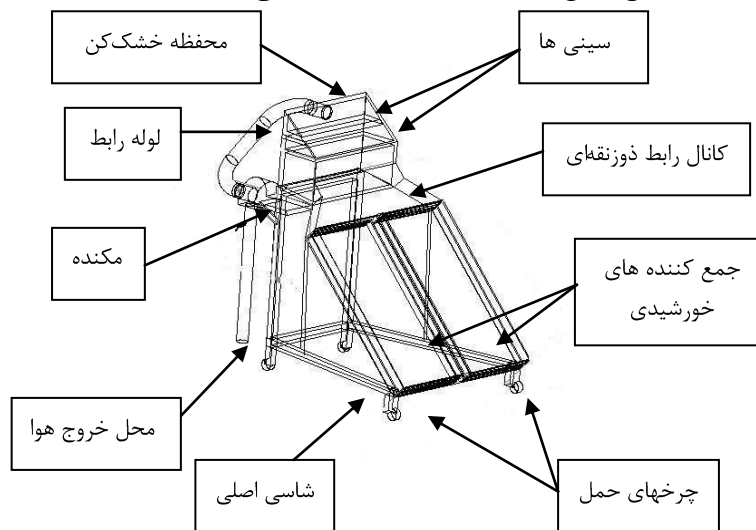 محفظه خشک‌کن
سینی ها
لوله رابط
کانال رابط ذوزنقه‌ای
مکنده
جمع کننده های
خورشیدی
محل خروج هوا
شاسی اصلی
چرخهای حمل